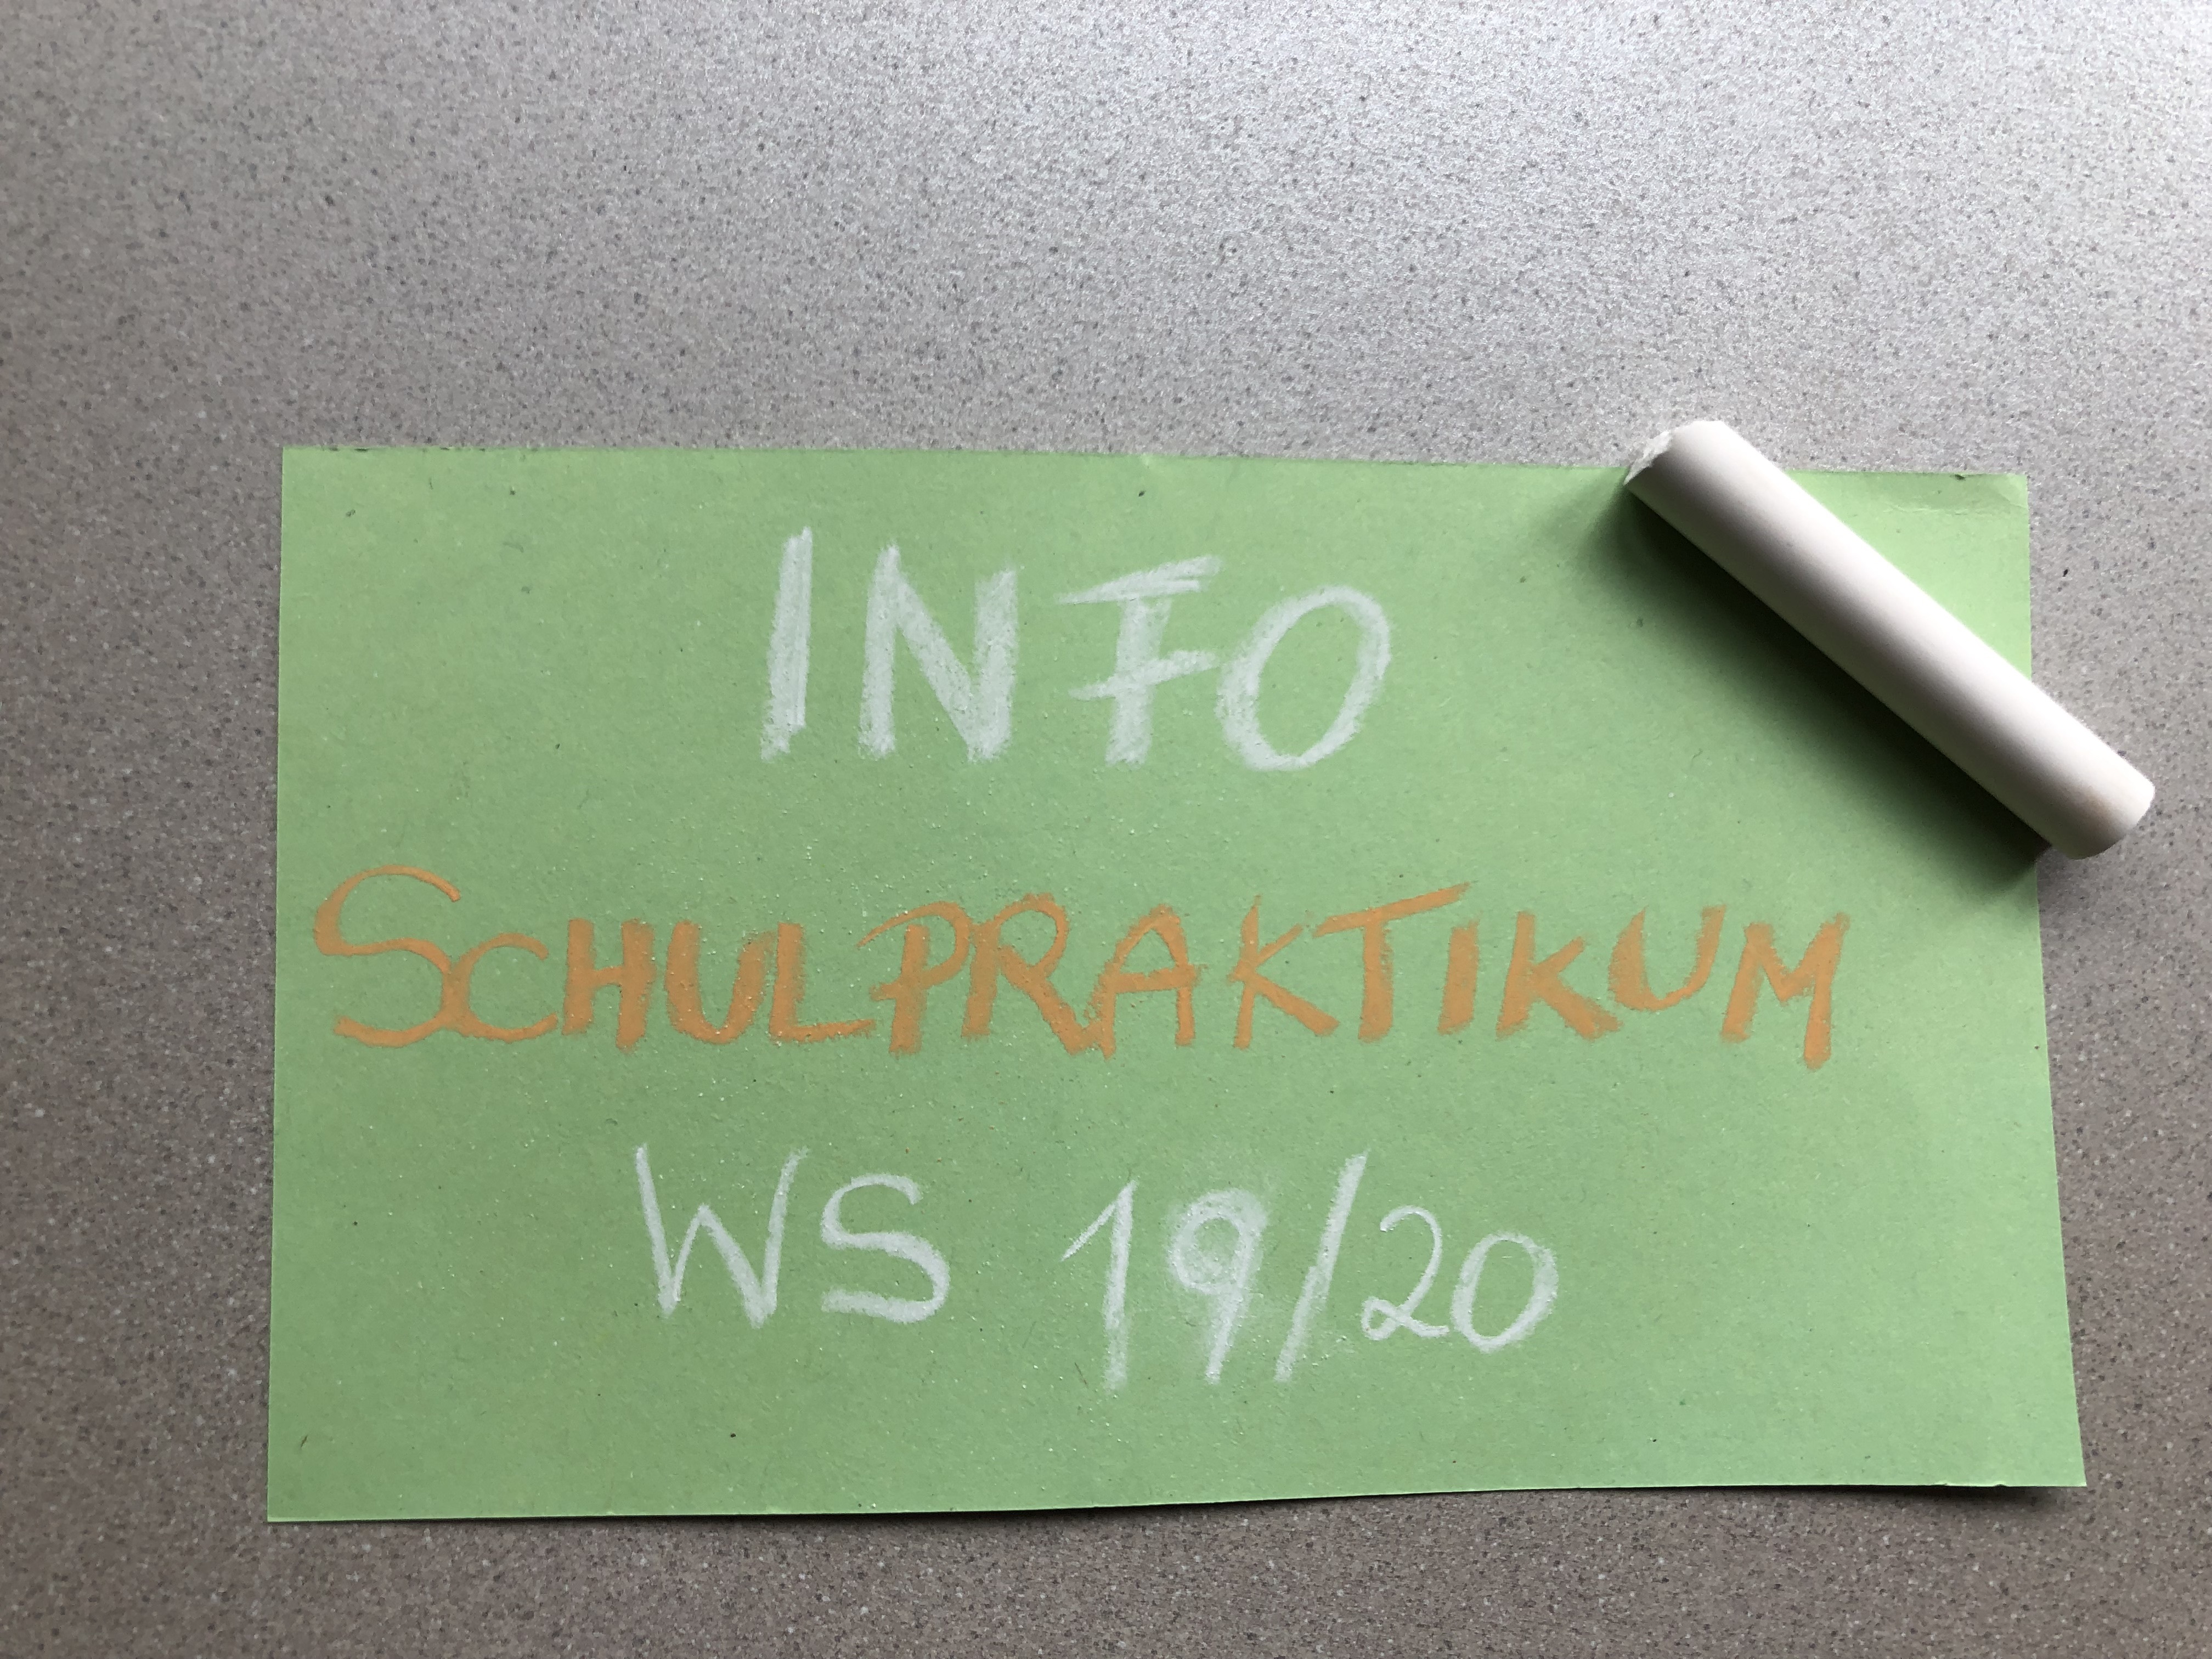 INFO
SCHULPRAKTIKUM
WS 19/20